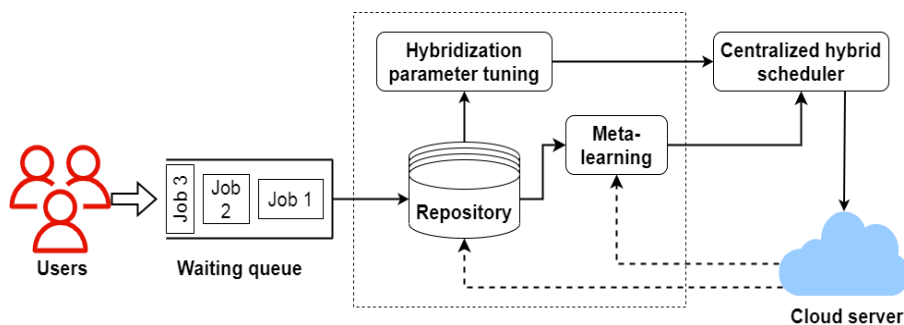 Hybridization
parameter tuning
Centralized hybrid
scheduler
Meta-
learning
Job 3
Job
2
Job 1
Repository
Users
Waiting queue
Cloud server